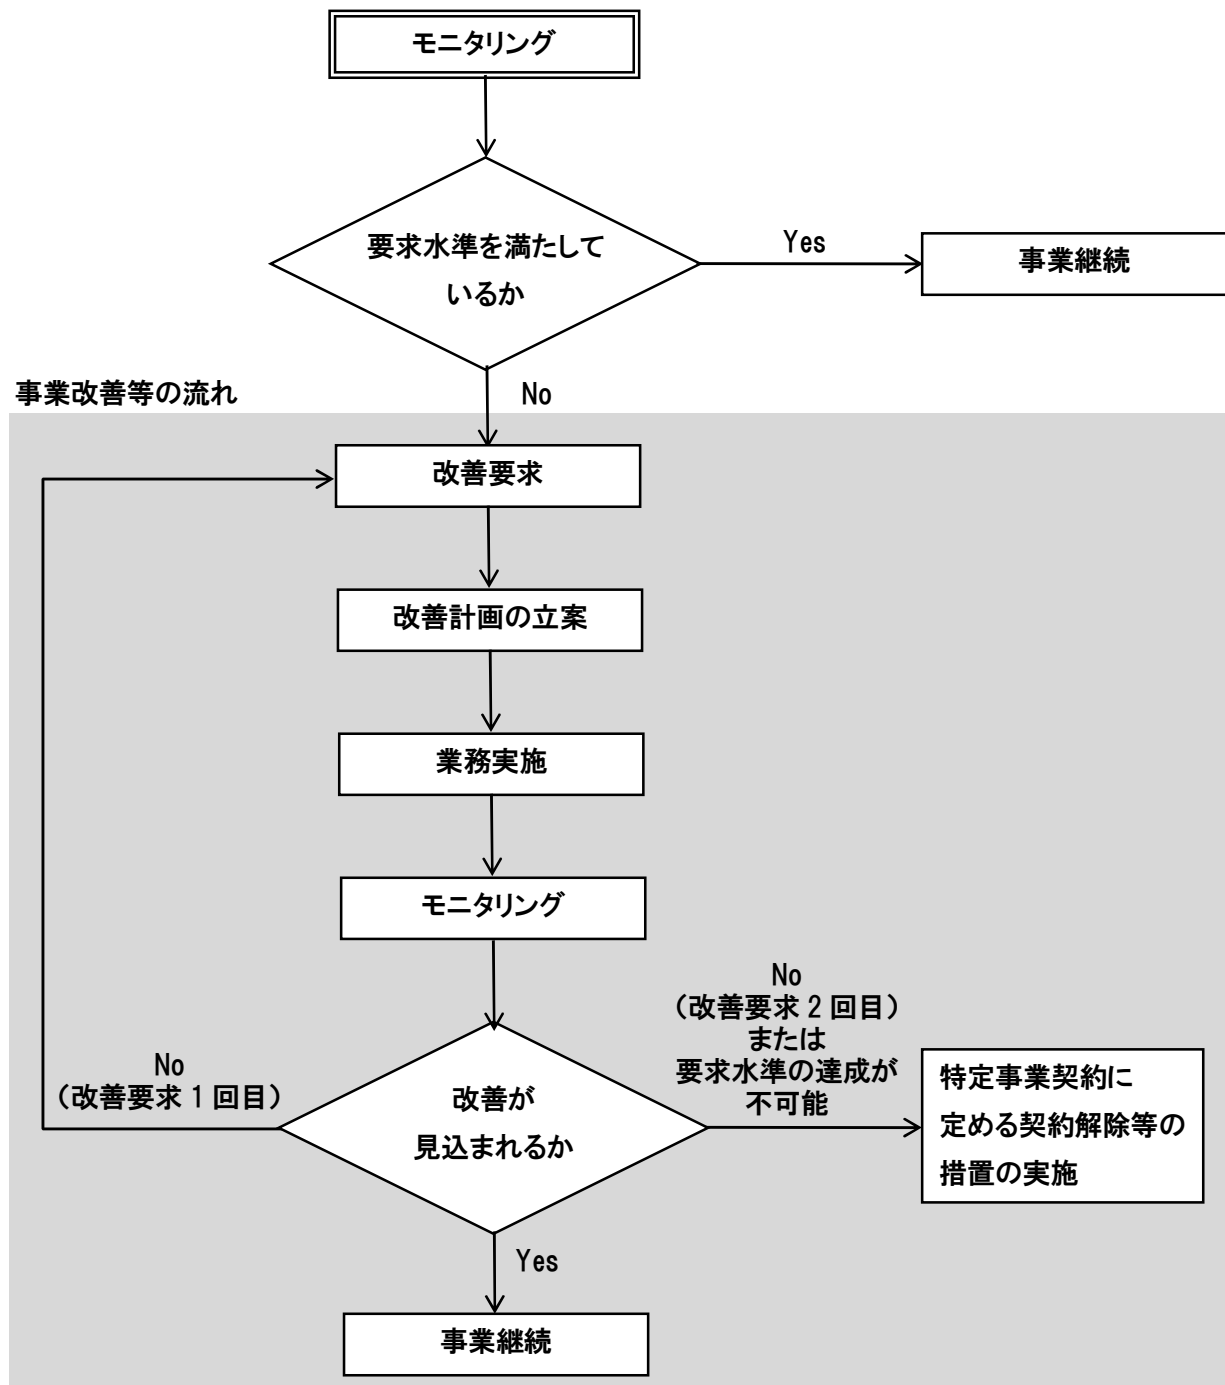 モニタリング
要求水準を満たして
いるか
Yes
事業継続
No
事業改善等の流れ
改善要求
改善計画の立案
業務実施
モニタリング
No
（改善要求１回目）
改善が
見込まれるか
No
（改善要求２回目）
または
要求水準の達成が
不可能
特定事業契約に
定める契約解除等の
措置の実施
Yes
事業継続